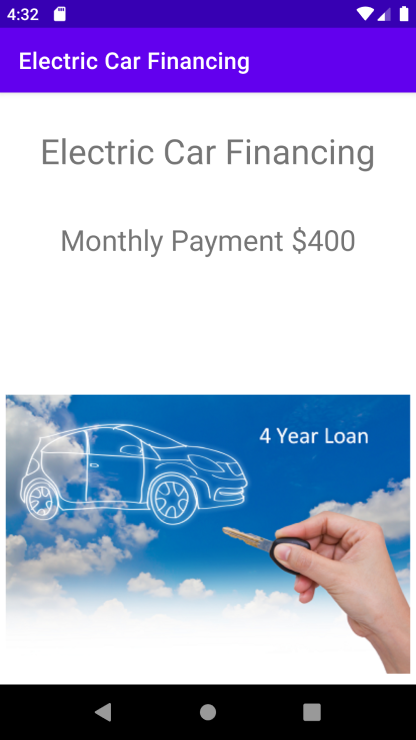 4:32
Electric Car Financing
Electric Car Financing
Monthly Payment $400
4 Year Loan